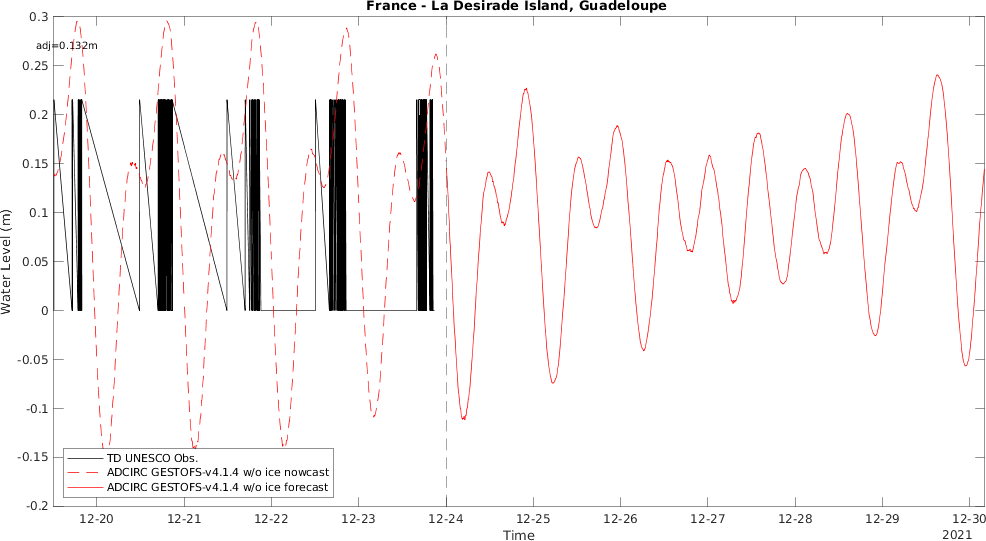 France - La Desirade Island, Guadeloupe
adj=0.132m
0.3
0.25
0.2
0.15
0.1
0.05
0
-0.05
-0.1
-0.15
-0.2
Water Level (m)
TD UNESCO Obs.
ADCIRC GESTOFS-v4.1.4 w/o ice nowcast
ADCIRC GESTOFS-v4.1.4 w/o ice forecast
12-20 12-21 12-22 12-23 12-24 12-25 12-26 12-27 12-28 12-29 12-30
Time
2021